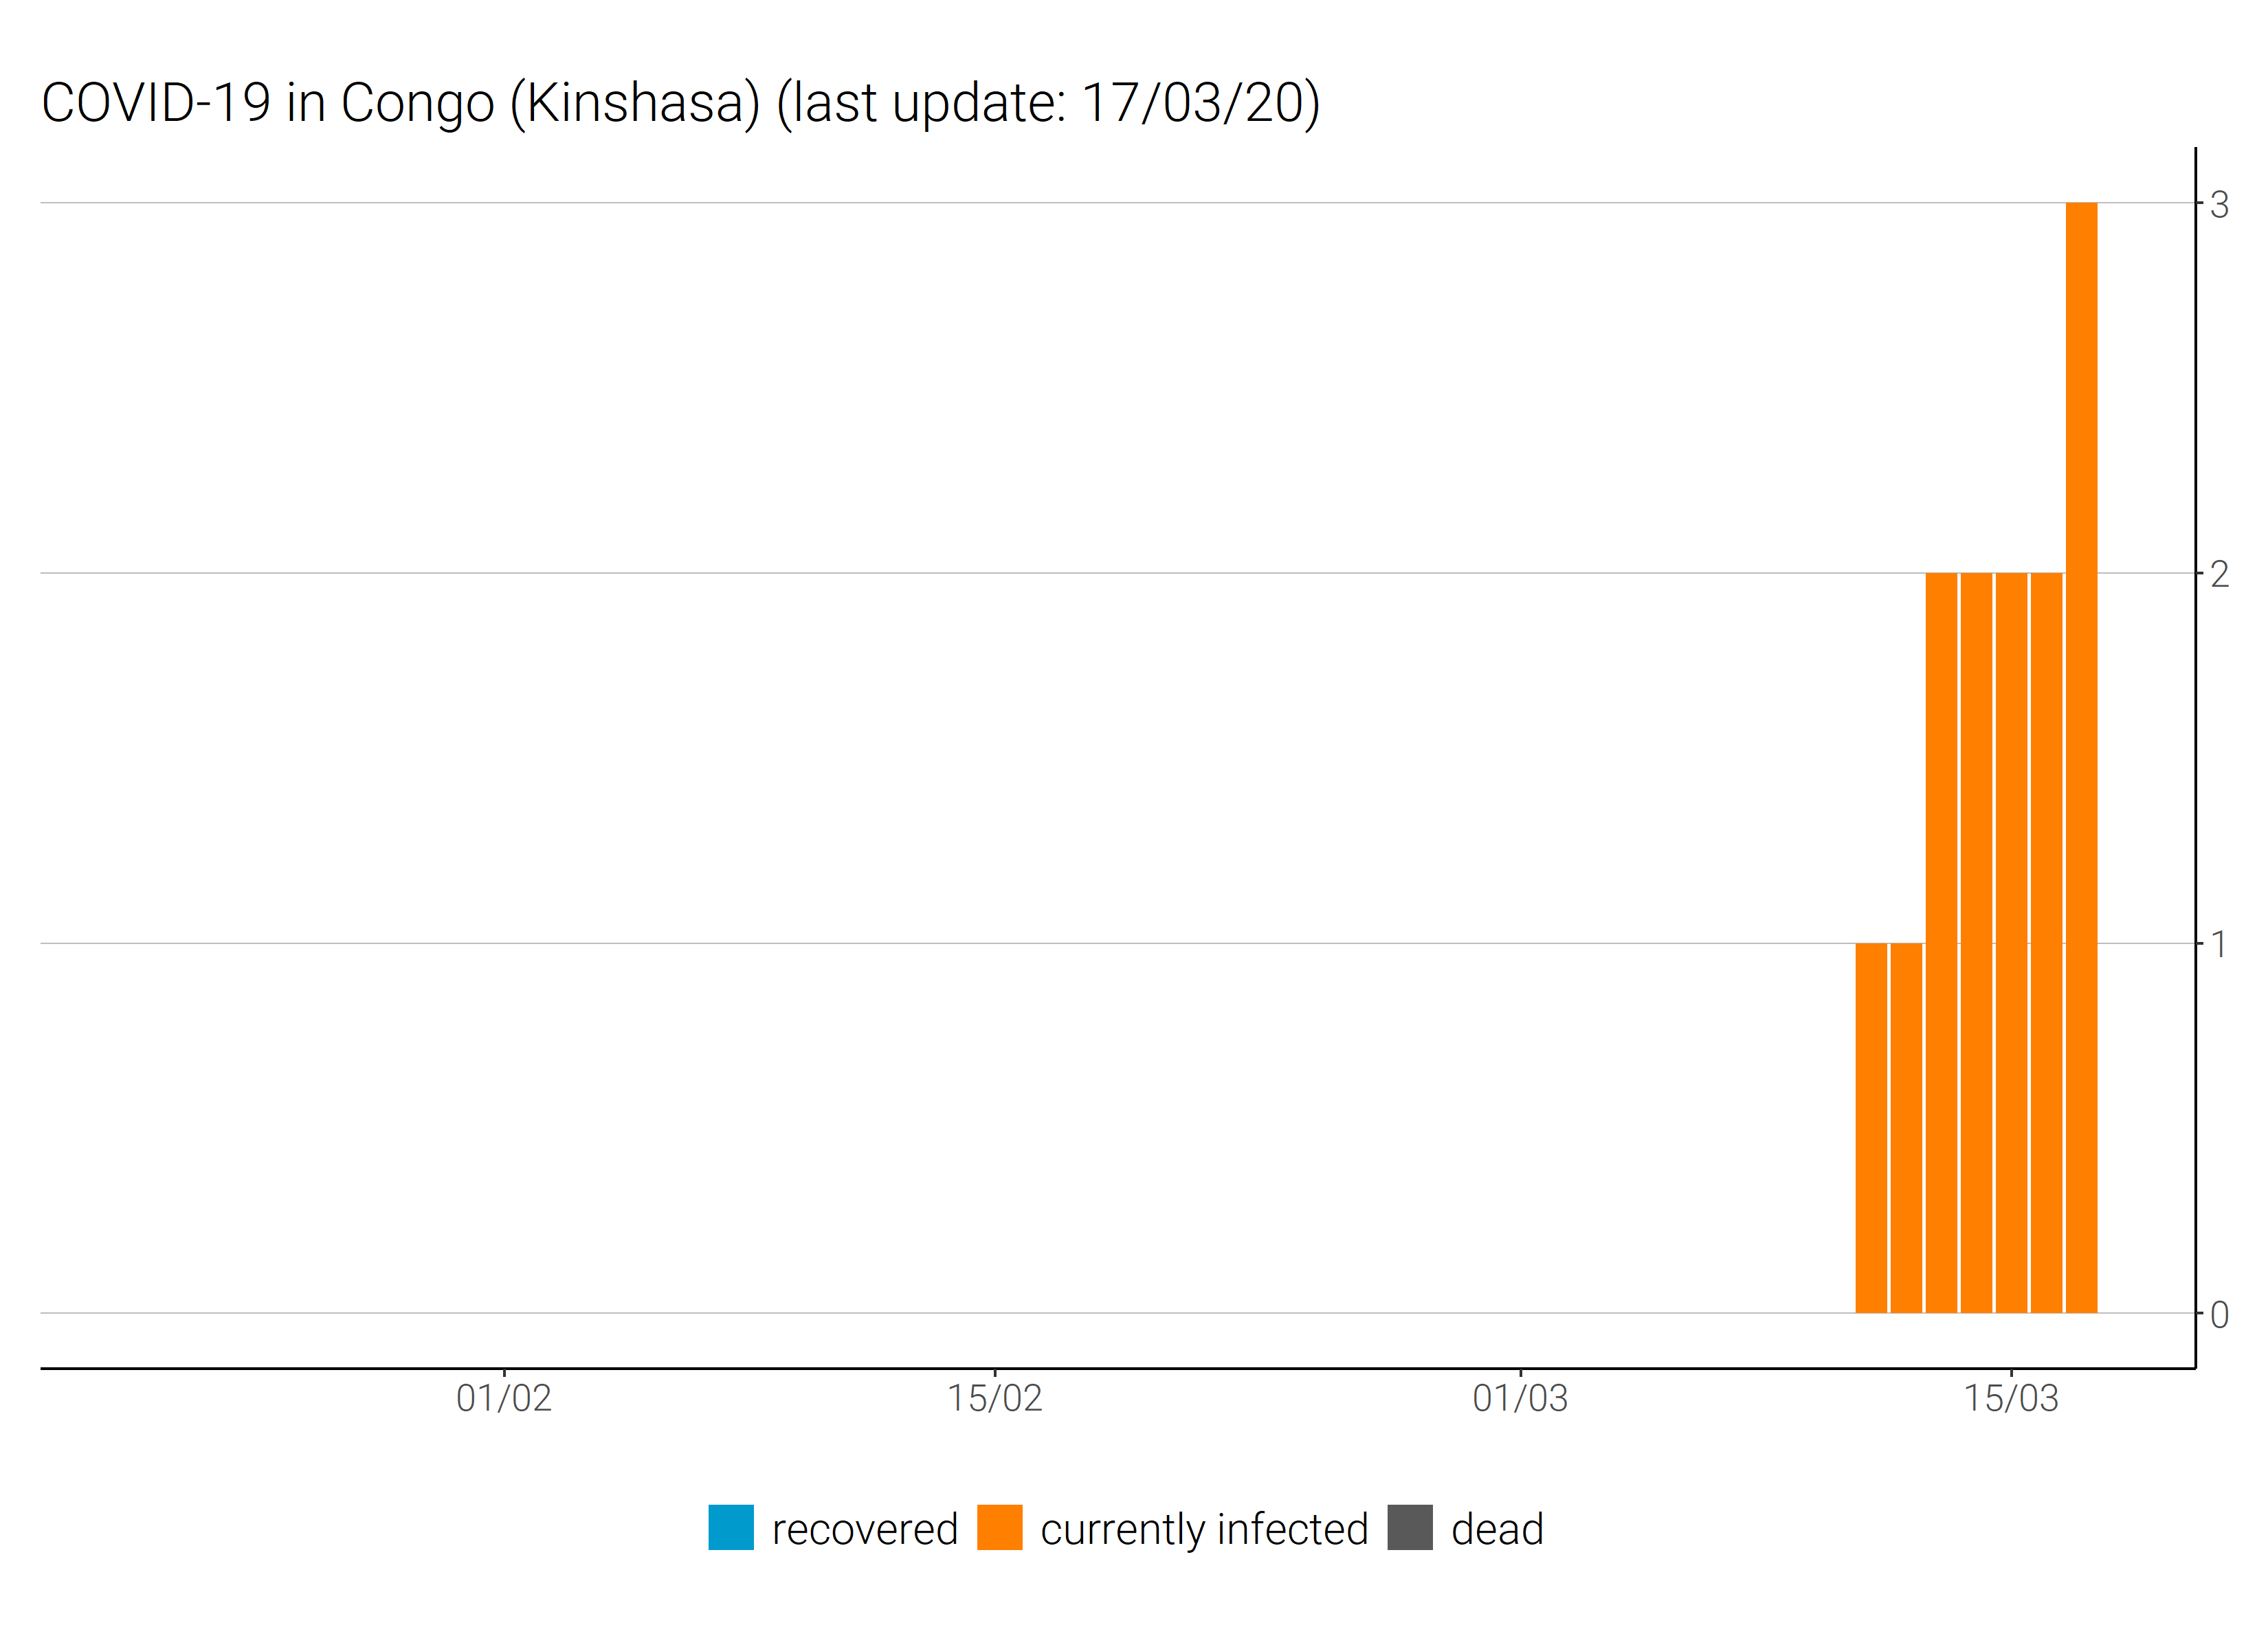 COVID-19 in Congo (Kinshasa) (last update: 17/03/20)
3
2
1
0
01/02 15/02 01/03 15/03
recovered currently infected dead